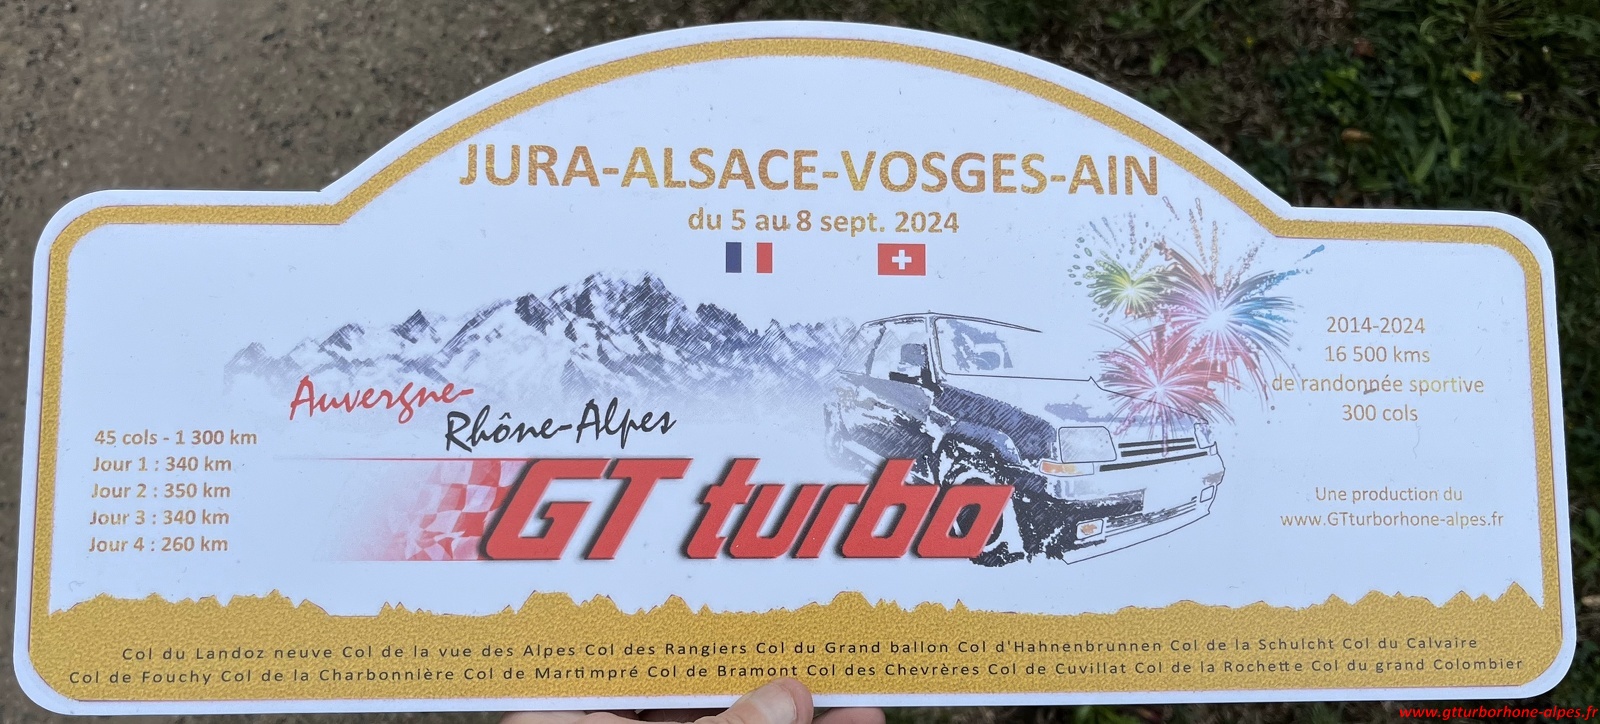 JURA-ALSACE-VOSGES-AIN
du 5 au 8 sept. 2024
2014-2024
16 500 kms
de randonnée sportive
300 cols
Auvergne-
Rhône-Alpes
GT turbo
45 cols - 1 300 km
Jour 1 : 340 km
Jour 2 : 350 km
Jour 3 : 340 km
Jour 4 : 260 km
Une production du
www.GTturborhone-alpes.fr
Col du Landoz neuve Col de la vue des Alpes Col des Rangiers Col du Grand ballon Col d'Hahnenbrunnen Col de la Schulcht Col du Calvaire
Col de Fouchy Col de la Charbonnière Col de Martimpré Col de Bramont Col des Chevrères Col de Cuvillat Col de la Rochette Col du grand Colombier
www.gtturborhone-alpes.fr